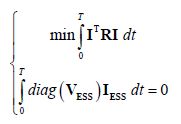 min ∫₀ᵀ IᵀRI dt
∫₀ᵀ diag(V_ESS)I_ESS dt = 0